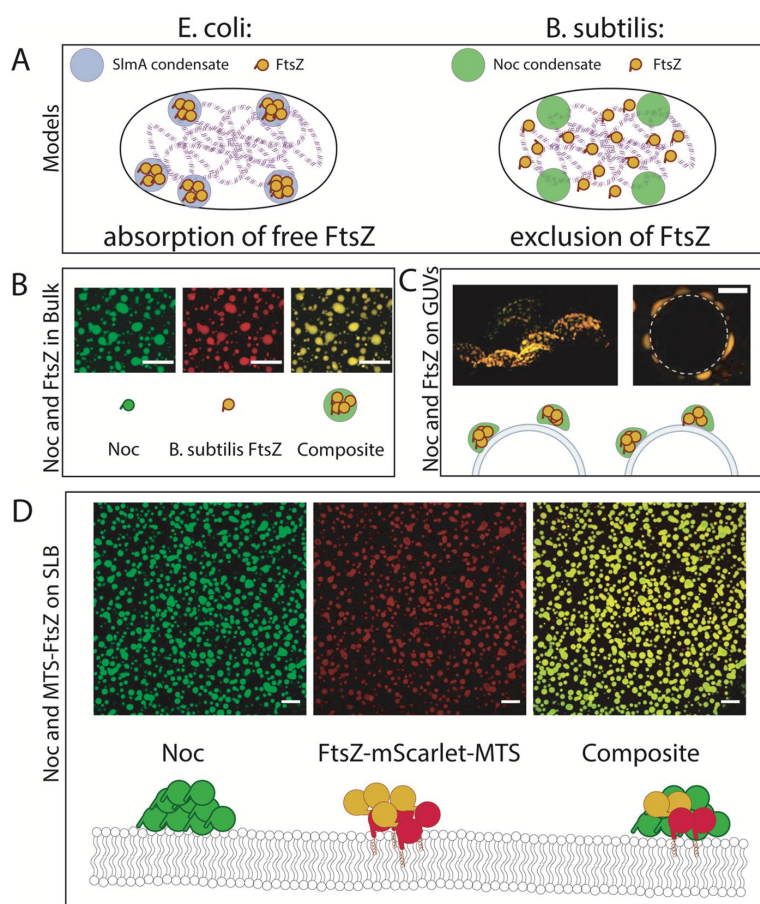 E. coli:
B. subtilis:
A
SlmA condensate
FtsZ
Noc condensate
FtsZ
Models
absorption of free FtsZ
exclusion of FtsZ
B
Noc and FtsZ in Bulk
Noc
B. subtilis FtsZ
Composite
C
Noc and FtsZ on GUVs
D
Noc and MTS-FtsZ on SLB
Noc
FtsZ-mScarlet-MTS
Composite